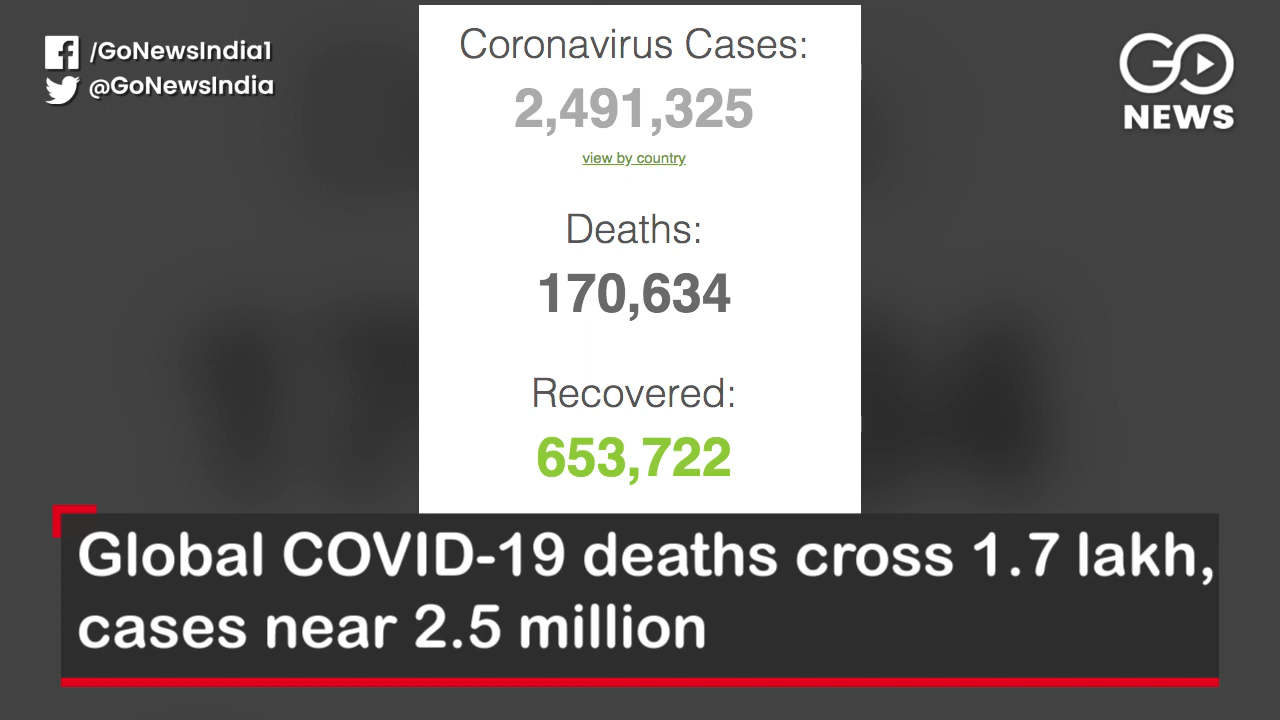 /GoNewsIndia1
@GoNewsIndia
GO
NEWS
Coronavirus Cases:
2,491,325
view by country
Deaths:
170,634
Recovered:
653,722
Global COVID-19 deaths cross 1.7 lakh,
cases near 2.5 million